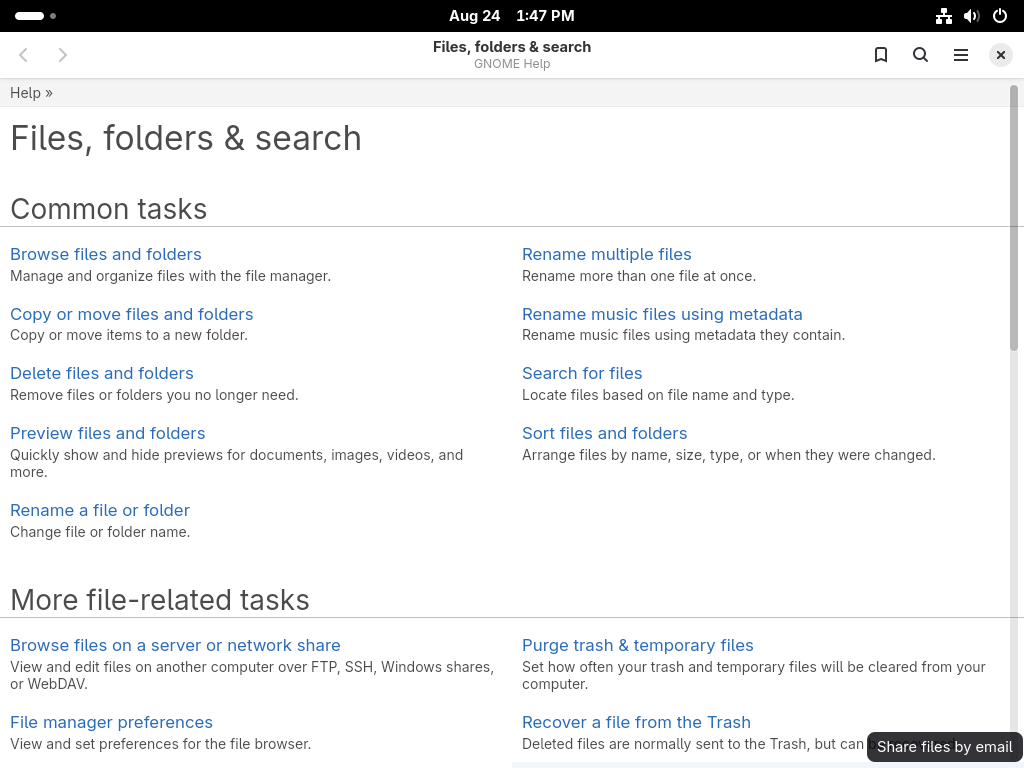 Aug 24 1:47 PM
Files, folders & search
GNOME Help
Help »
Files, folders & search
Common tasks
Browse files and folders
Manage and organize files with the file manager.
Copy or move files and folders
Copy or move items to a new folder.
Delete files and folders
Remove files or folders you no longer need.
Preview files and folders
Quickly show and hide previews for documents, images, videos, and
more.
Rename a file or folder
Change file or folder name.
Rename multiple files
Rename more than one file at once.
Rename music files using metadata
Rename music files using metadata they contain.
Search for files
Locate files based on file name and type.
Sort files and folders
Arrange files by name, size, type, or when they were changed.
More file-related tasks
Browse files on a server or network share
View and edit files on another computer over FTP, SSH, Windows shares,
or WebDAV.
File manager preferences
View and set preferences for the file browser.
Purge trash & temporary files
Set how often your trash and temporary files will be cleared from your
computer.
Recover a file from the Trash
Deleted files are normally sent to the Trash, but can
Share files by email